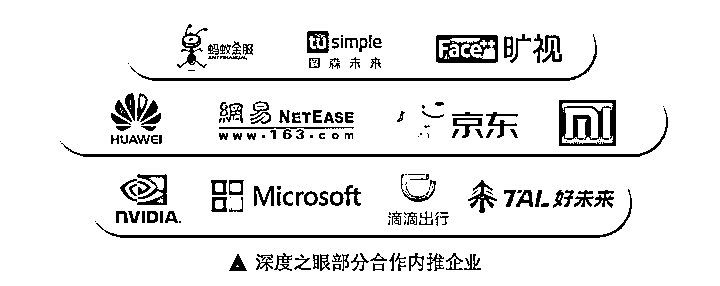 蚂蚁金服
ANT FINANCIAL
tusimple
图森未来
Face++ 旷视
HUAWEI
網易 NETEASE
www.163.com
京东
MI
NVIDIA.
Microsoft
滴滴出行
TAL 好未来
▲ 深度之眼部分合作内推企业